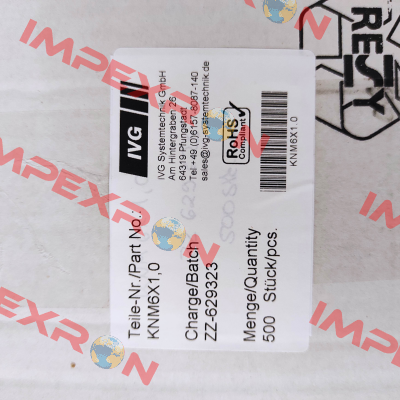 IVG
IVG Systemtechnik GmbH
Am Hintergraben 26
64319 Pfungstadt
Tel +49 (0)6157-8087-140
sales@ivg-systemtechnik.de
RoHS
Compliant
KNM6X1.0
Teile-Nr./Part No.:
KNM6X1,0
Charge/Batch
ZZ-629323
Menge/Quantity
500 Stück/pcs.
RESY
IMPEXRON
IMPEXRON
IMPEXRON